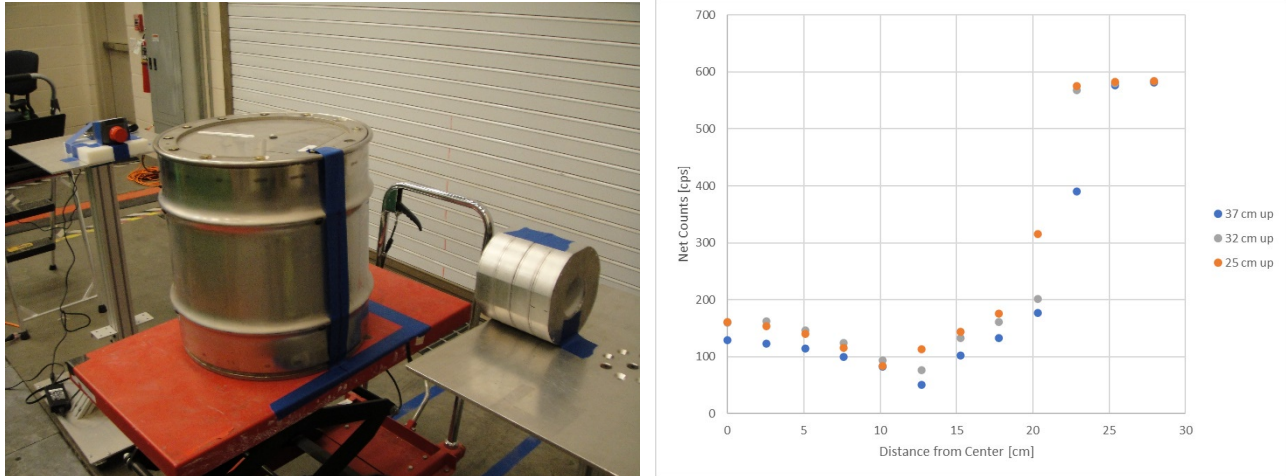 700
600
500
400
300
200
100
0
Net Counts [cps]
0 5 10 15 20 25 30
Distance from Center [cm]
37 cm up
32 cm up
25 cm up